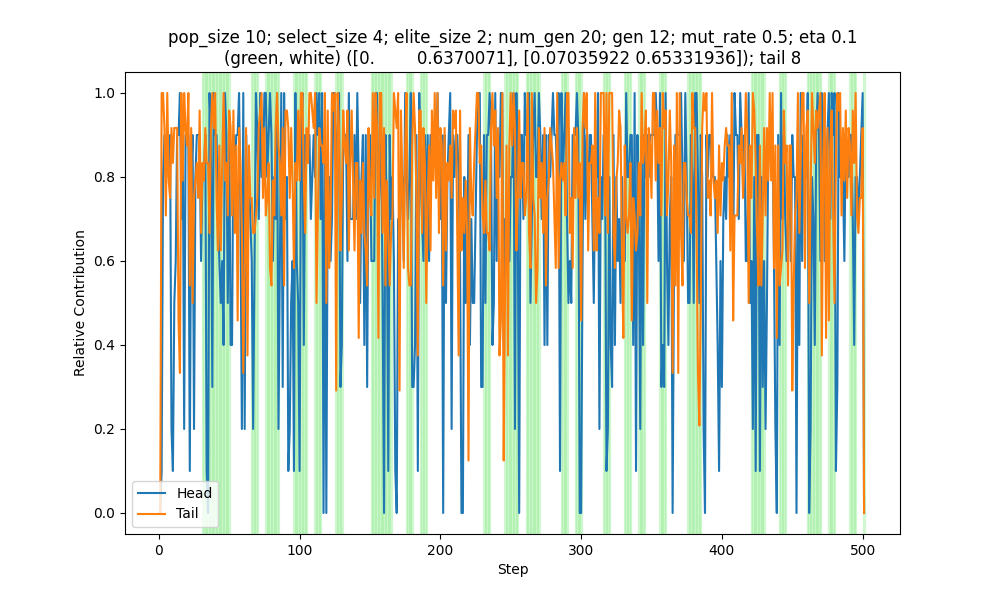 pop_size 10; select_size 4; elite_size 2; num_gen 20; gen 12; mut_rate 0.5; eta 0.1
(green, white) ([0.         0.6370071], [0.07035922 0.65331936]); tail 8
1.0
0.8
0.6
0.4
0.2
0.0
Relative Contribution
Head
Tail
0
100
200
300
400
500
Step